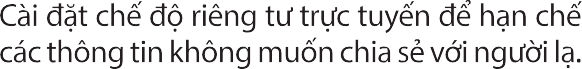 Cài đặt chế độ riêng tư trực tuyến để hạn chế
các thông tin không muốn chia sẻ với người lạ.